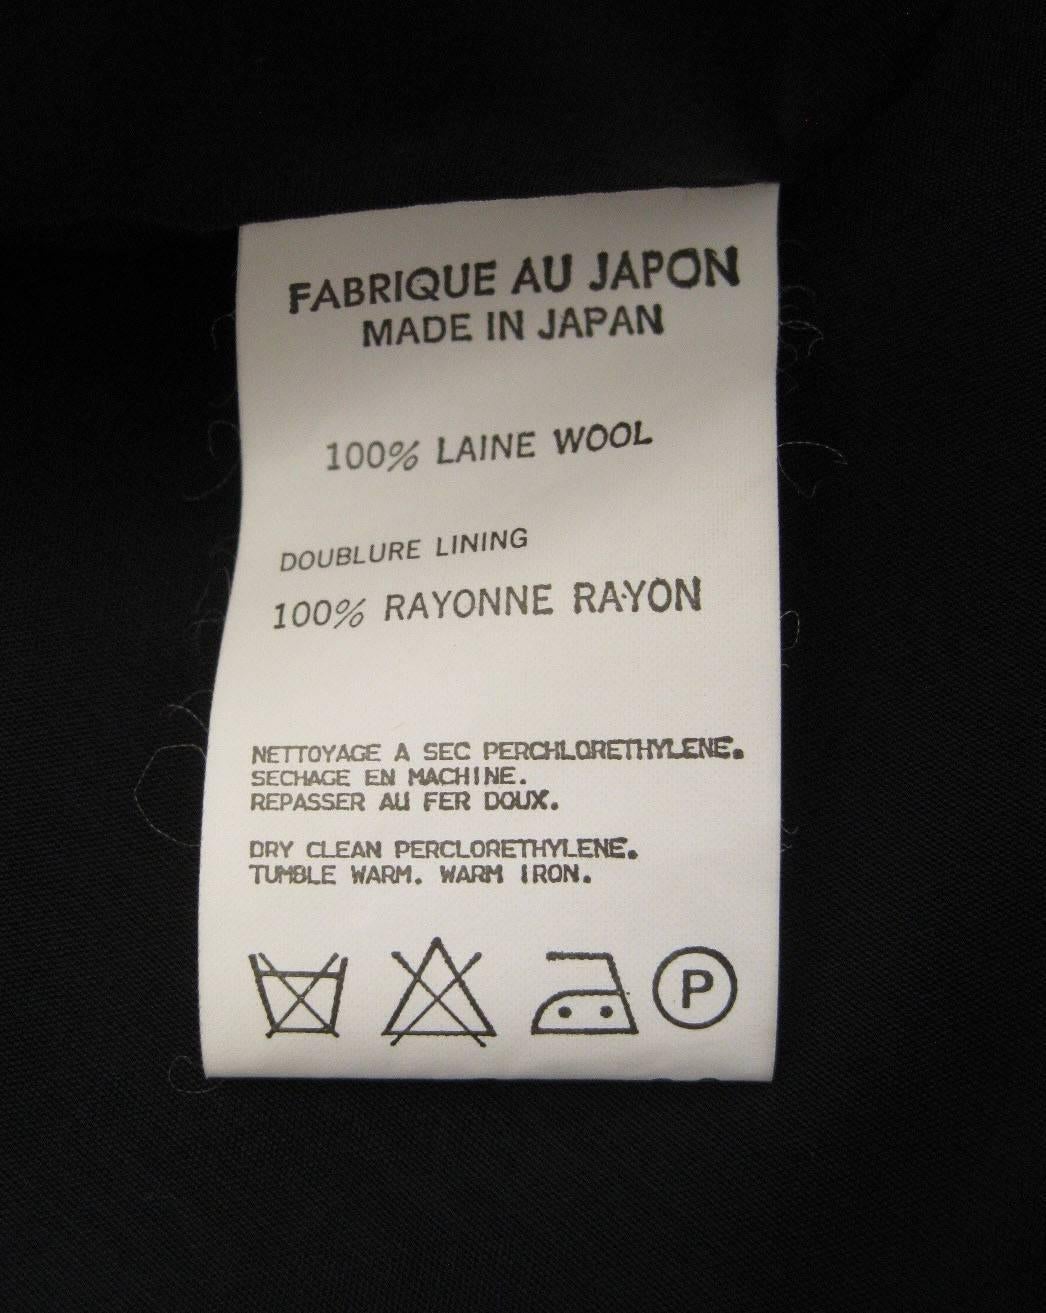 FABRIQUE AU JAPON
MADE IN JAPAN
100% LAINE WOOL
DOUBLURE LINING
100% RAYONNE RAYON
NETTOYAGE A SEC PERCHLORETHYLENE.
SECHAGE EN MACHINE.
REPASSER AU FER DOUX.
DRY CLEAN PERCLORETHYLENE.
TUMBLE WARM. WARM IRON.
P